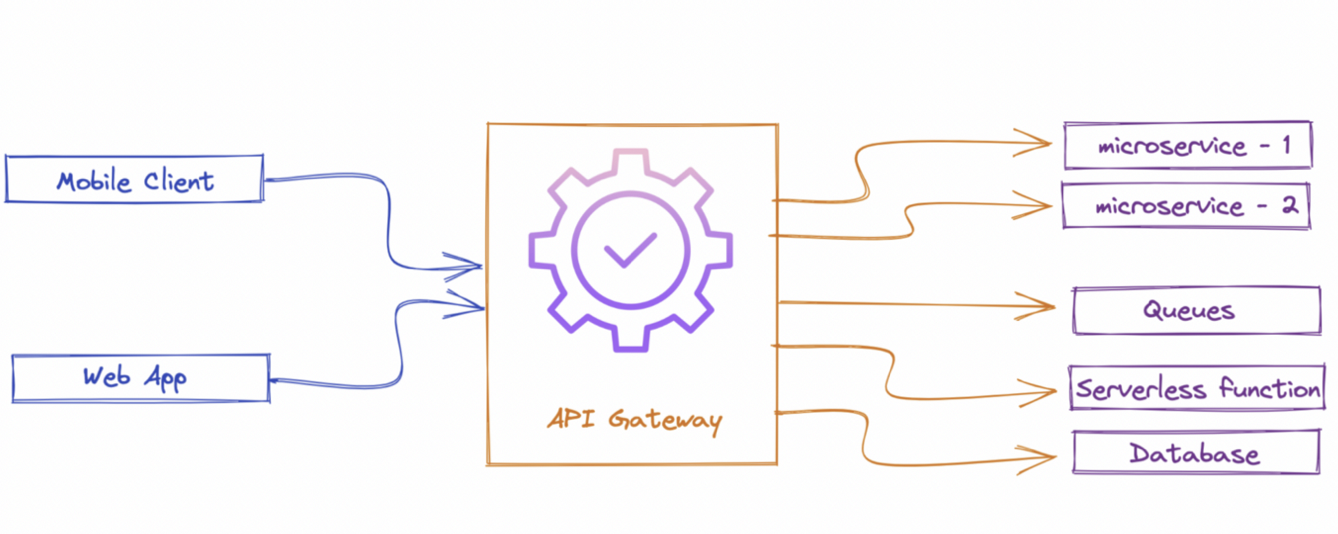 Mobile Client
Web App
API Gateway
microservice - 1
microservice - 2
Queues
Serverless function
Database